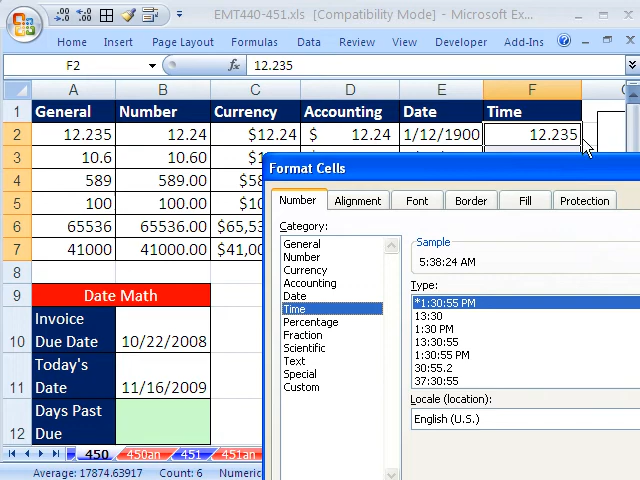 EMT440-451.xls [Compatibility Mode] - Microsoft Ex...
Home Insert Page Layout Formulas Data Review View Developer Add-Ins
F2 fx 12.235
A B C D E F
1 General Number Currency Accounting Date Time
2 12.235 12.24 $12.24 $ 12.24 1/12/1900 12.235
3 10.6 10.60
4 589 589.00 $58
5 100 100.00 $10
6 65536 65536.00 $65,53
7 41000 41000.00 $41,00
8
9 Date Math
Invoice
10 Due Date 10/22/2008
Today's
11 Date 11/16/2009
Days Past
12 Due
Format Cells
Number Alignment Font Border Fill Protection
Category:
General
Number
Currency
Accounting
Date
Time
Percentage
Fraction
Scientific
Text
Special
Custom
Sample
5:38:24 AM
Type:
*1:30:55 PM
13:30
1:30 PM
13:30:55
1:30:55 PM
30:55.2
37:30:55
Locale (location):
English (U.S.)
450 450an 451 451an
Average: 17874.63917 Count: 6 Numeric